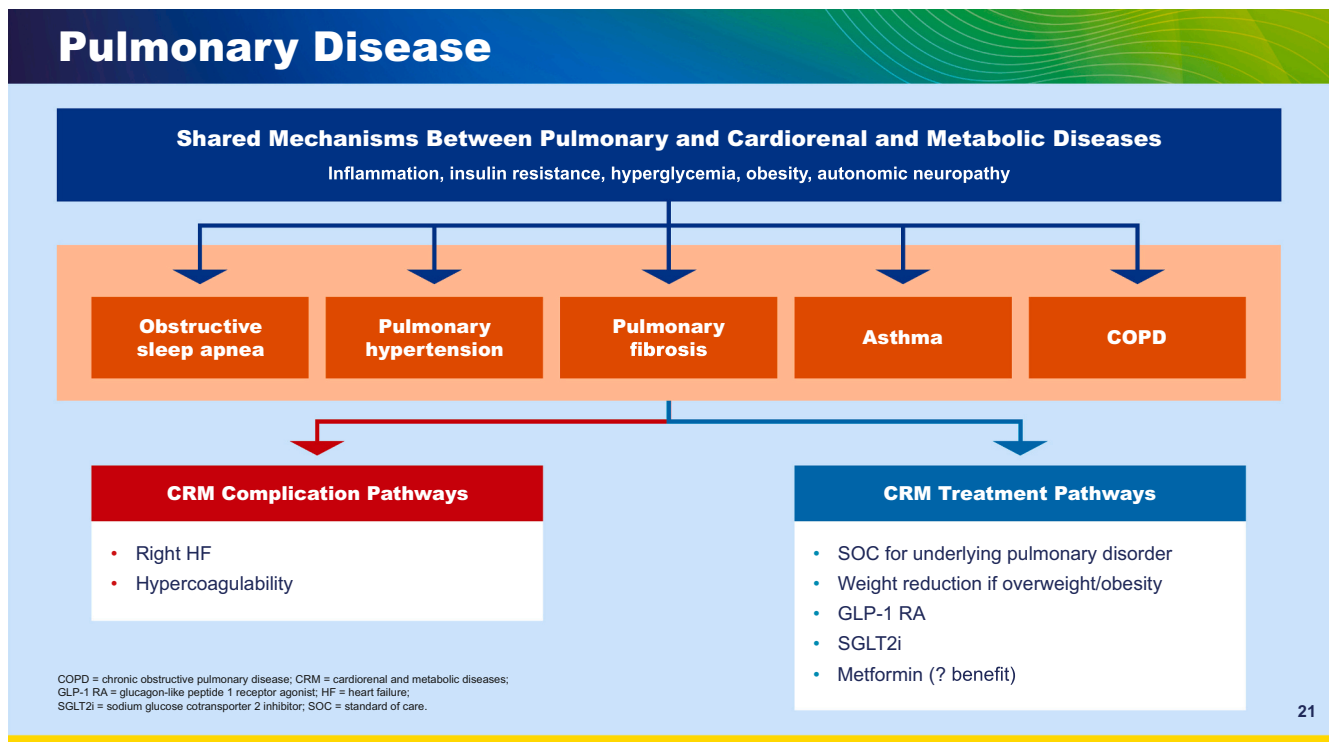 Pulmonary Disease
Shared Mechanisms Between Pulmonary and Cardiorenal and Metabolic Diseases
Inflammation, insulin resistance, hyperglycemia, obesity, autonomic neuropathy
Obstructive
sleep apnea
Pulmonary
hypertension
Pulmonary
fibrosis
Asthma
COPD
CRM Complication Pathways
• Right HF
• Hypercoagulability
CRM Treatment Pathways
• SOC for underlying pulmonary disorder
• Weight reduction if overweight/obesity
• GLP-1 RA
• SGLT2i
• Metformin (? benefit)
COPD = chronic obstructive pulmonary disease; CRM = cardiorenal and metabolic diseases;
GLP-1 RA = glucagon-like peptide 1 receptor agonist; HF = heart failure;
SGLT2i = sodium glucose cotransporter 2 inhibitor; SOC = standard of care.
21